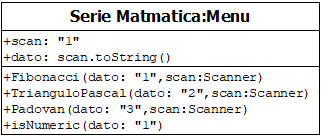 Serie Matmatica:Menu
+scan: "1"
+dato: scan.toString()
+Fibonacci(dato: "1",scan:Scanner)
+TrianguloPascal(dato: "2",scan:Scanner)
+Padovan(dato: "3",scan:Scanner)
+isNumeric(dato: "1")